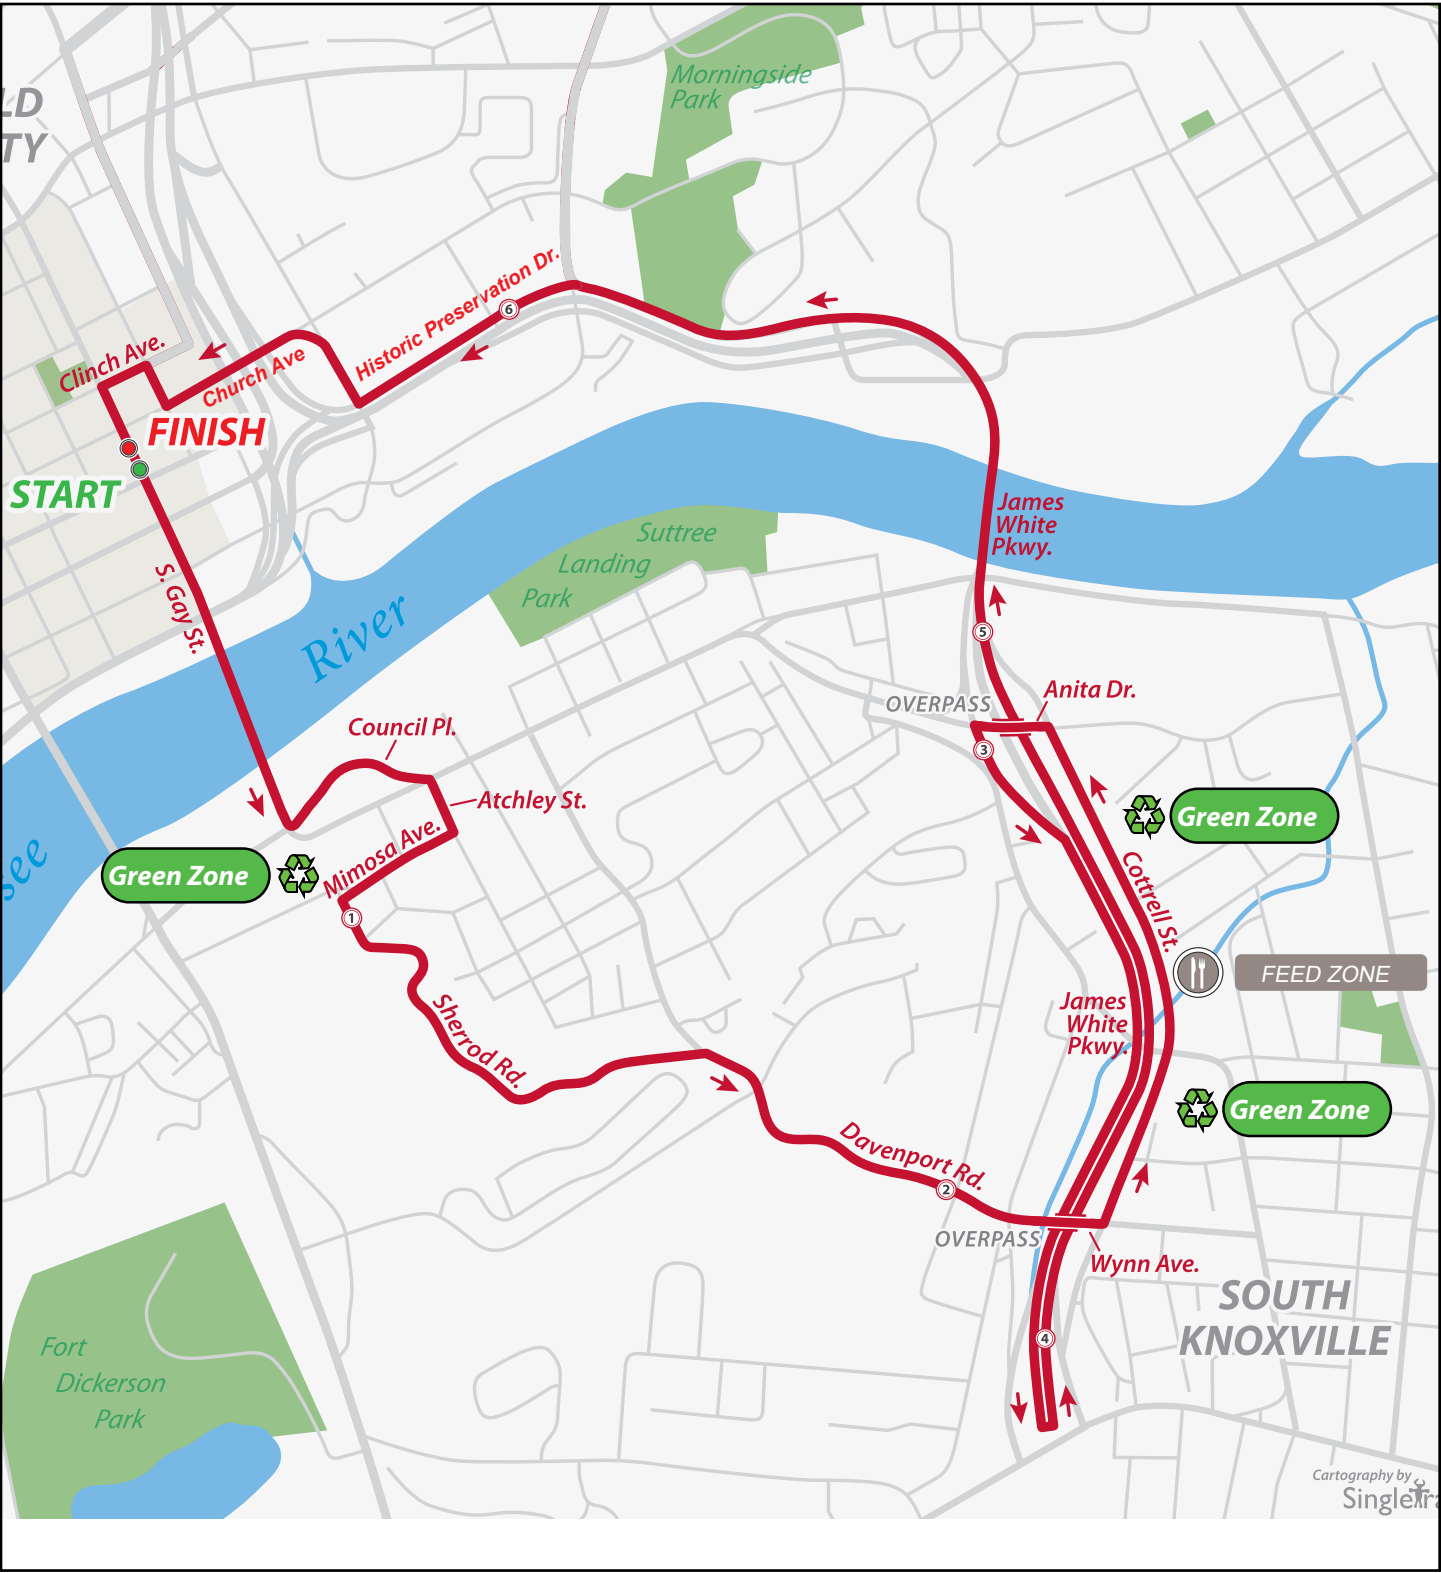 LD
TY
Morningside
Park
Historic Preservation Dr.
6
Clinch Ave.
Church Ave
FINISH
START
S. Gay St.
River
see
Suttree
Landing
Park
James
White
Pkwy.
5
OVERPASS
Anita Dr.
3
Council Pl.
Atchley St.
Mimosa Ave.
Green Zone
1
Green Zone
Cottrell St.
FEED ZONE
James
White
Pkwy.
Sherrod Rd.
Green Zone
Davenport Rd.
2
OVERPASS
Wynn Ave.
SOUTH
KNOXVILLE
4
Fort
Dickerson
Park
Cartography by
SingleTra